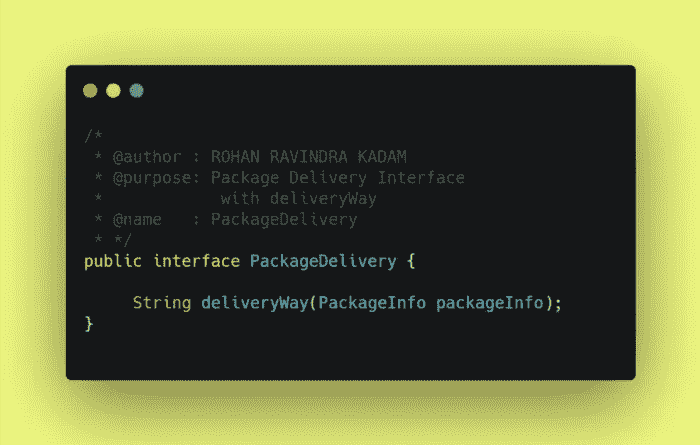 /*
 * @author : ROHAN RAVINDRA KADAM
 * @purpose: Package Delivery Interface
 *            with deliveryWay
 * @name   : PackageDelivery
 * */
public interface PackageDelivery {
     String deliveryWay(PackageInfo packageInfo);
}